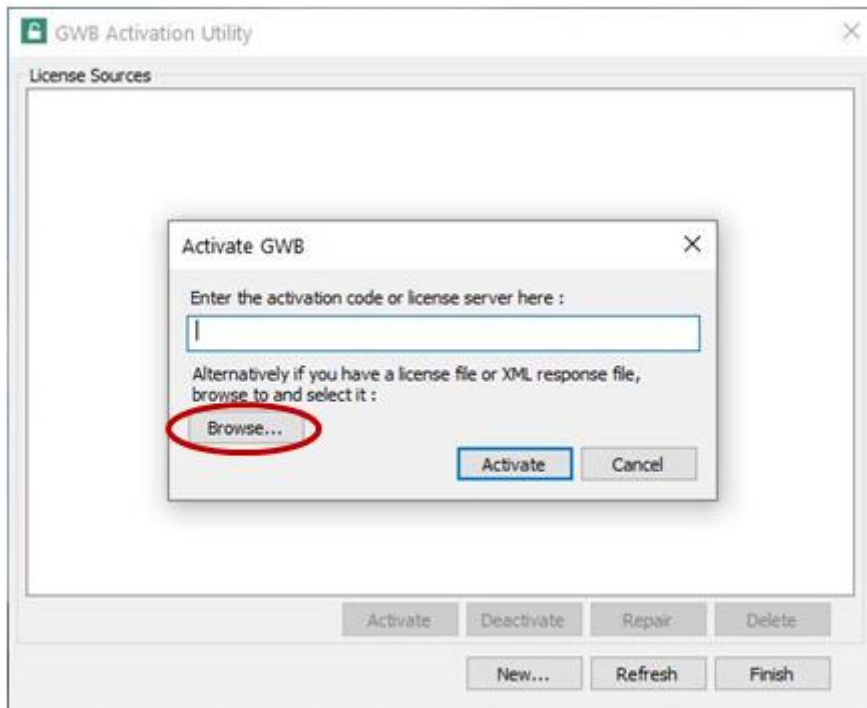 GWB Activation Utility
License Sources
Activate GWB
Enter the activation code or license server here :
Alternatively if you have a license file or XML response file,
browse to and select it :
Browse...
Activate Cancel
Activate Deactivate Repair Delete
New... Refresh Finish